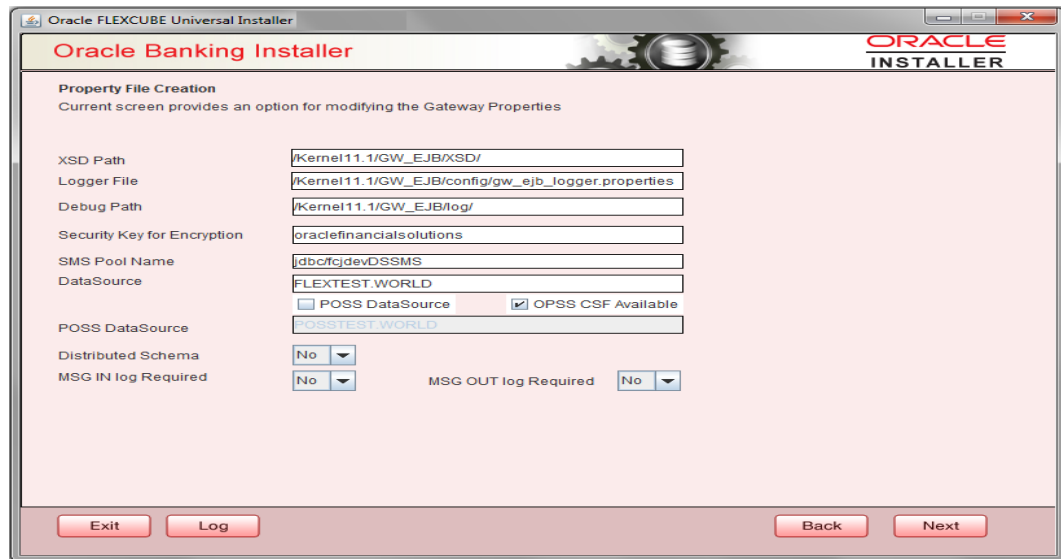 Oracle FLEXCUBE Universal Installer
Oracle Banking Installer
ORACLE
INSTALLER
Property File Creation
Current screen provides an option for modifying the Gateway Properties
XSD Path /Kernel11.1/GW_EJB/XSD/
Logger File /Kernel11.1/GW_EJB/config/gw_ejb_logger.properties
Debug Path /Kernel11.1/GW_EJB/log/
Security Key for Encryption oraclefinancialsolutions
SMS Pool Name jdbc/fcjdevDSSMS
DataSource FLEXTEST.WORLD
POSS DataSource OPSS CSF Available
POSS DataSource POSSTEST.WORLD
Distributed Schema No
MSG IN log Required No MSG OUT log Required No
Exit Log Back Next